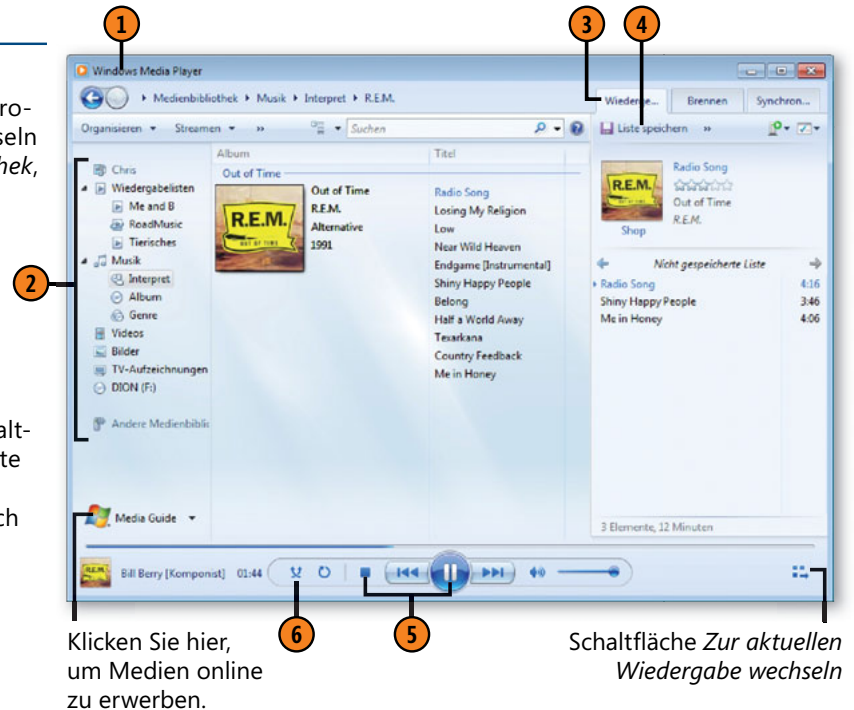 1
3
4
ro-
seln
hek,
alt-
te
ch
Windows Media Player
Medienbibliothek ▸ Musik ▸ Interpret ▸ R.E.M.
Wiederge...
Brennen
Synchron...
Organisieren
Streamen
»
Suchen
Liste speichern
»
2
Chris
Wiedergabelisten
Me and B
RoadMusic
Tierisches
Musik
Interpret
Album
Genre
Videos
Bilder
TV-Aufzeichnungen
DION (F:)
Andere Medienbiblic
Media Guide
Album
Titel
Out of Time
R.E.M.
OUT OF TIME
Out of Time
R.E.M.
Alternative
1991
Radio Song
Losing My Religion
Low
Near Wild Heaven
Endgame [Instrumental]
Shiny Happy People
Belong
Half a World Away
Texarkana
Country Feedback
Me in Honey
R.E.M.
Shop
Radio Song
Out of Time
R.E.M.
Nicht gespeicherte Liste
Radio Song 4:16
Shiny Happy People 3:46
Me in Honey 4:06
3 Elemente, 12 Minuten
R.E.M.
Bill Berry [Komponist] 01:44
6
5
Klicken Sie hier,
um Medien online
zu erwerben.
Schaltfläche Zur aktuellen
Wiedergabe wechseln